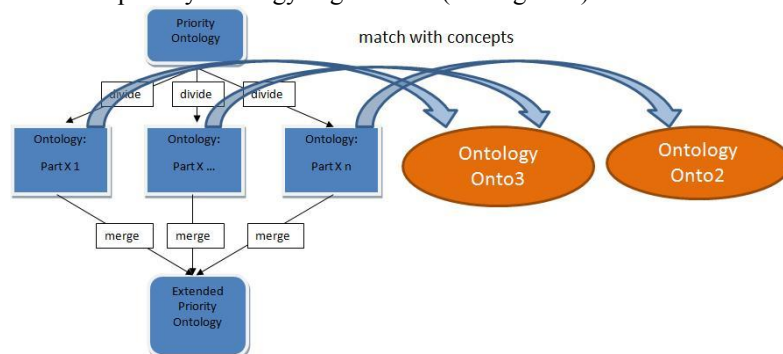 match with concepts
Priority
Ontology
divide divide divide
Ontology: Ontology: Ontology:
Part X 1 Part X ... Part X n
Ontology
Onto3
Ontology
Onto2
merge merge merge
Extended
Priority
Ontology